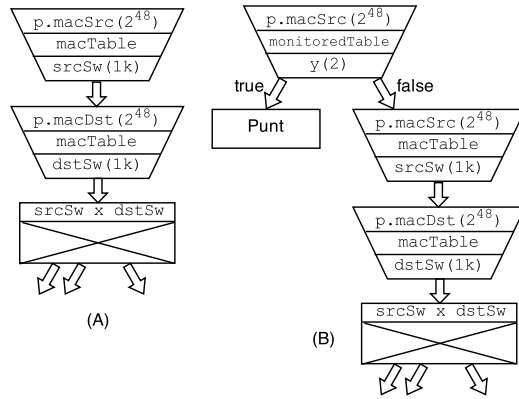 p.macSrc(2^48)
macTable
srcSw(1k)
p.macDst(2^48)
macTable
dstSw(1k)
srcSw x dstSw
(A)
p.macSrc(2^48)
monitoredTable
y(2)
true
false
Punt
p.macSrc(2^48)
macTable
srcSw(1k)
p.macDst(2^48)
macTable
dstSw(1k)
srcSw x dstSw
(B)